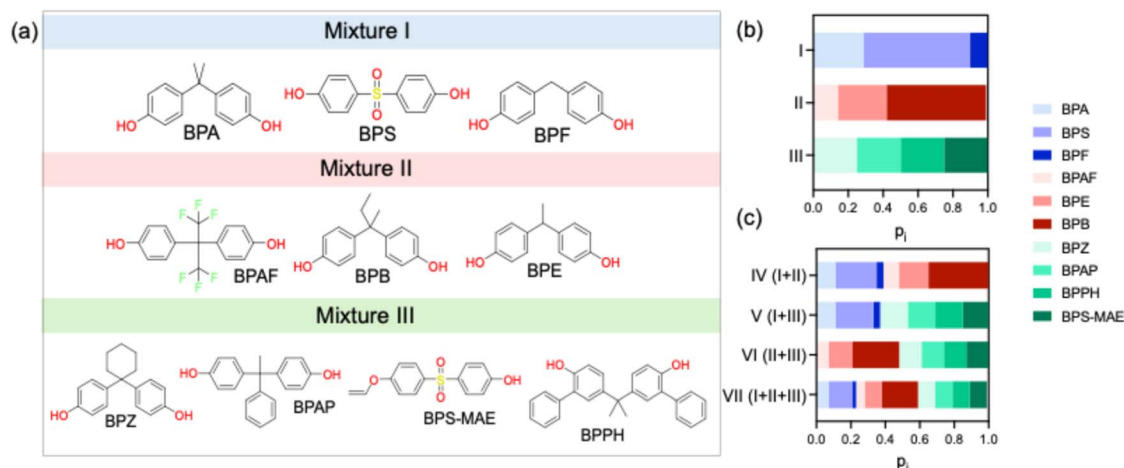 (a)
Mixture I
HO
OH
BPA
HO
O
S
O
OH
BPS
HO
OH
BPF
Mixture II
HO
F
F
F
F
F
F
OH
BPAF
HO
OH
BPB
HO
OH
BPE
Mixture III
HO
OH
BPZ
HO
OH
BPAP
O
O
S
O
OH
BPS-MAE
HO
OH
BPPH
(b)
I
II
III
0.0 0.2 0.4 0.6 0.8 1.0
pi
(c)
IV (I+II)
V (I+III)
VI (II+III)
VII (I+II+III)
0.0 0.2 0.4 0.6 0.8 1.0
pi
BPA
BPS
BPF
BPAF
BPE
BPB
BPZ
BPAP
BPPH
BPS-MAE